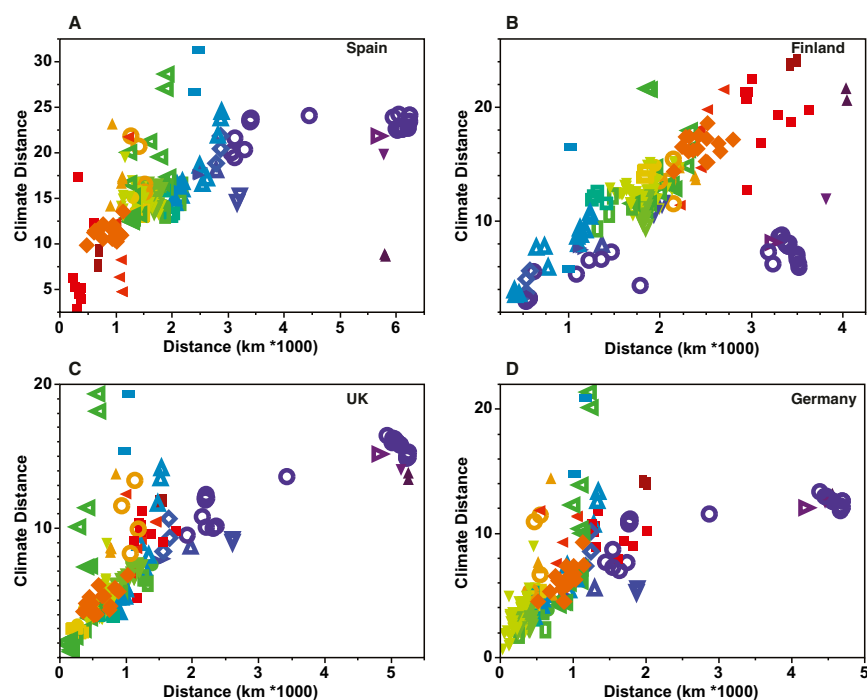 A
Spain
Climate Distance
30
25
20
15
10
5
0 1 2 3 4 5 6
Distance (km *1000)
B
Finland
Climate Distance
20
10
1 2 3 4
Distance (km *1000)
C
UK
Climate Distance
20
10
0 1 2 3 4 5
Distance (km *1000)
D
Germany
Climate Distance
20
10
0
0 1 2 3 4 5
Distance (km *1000)